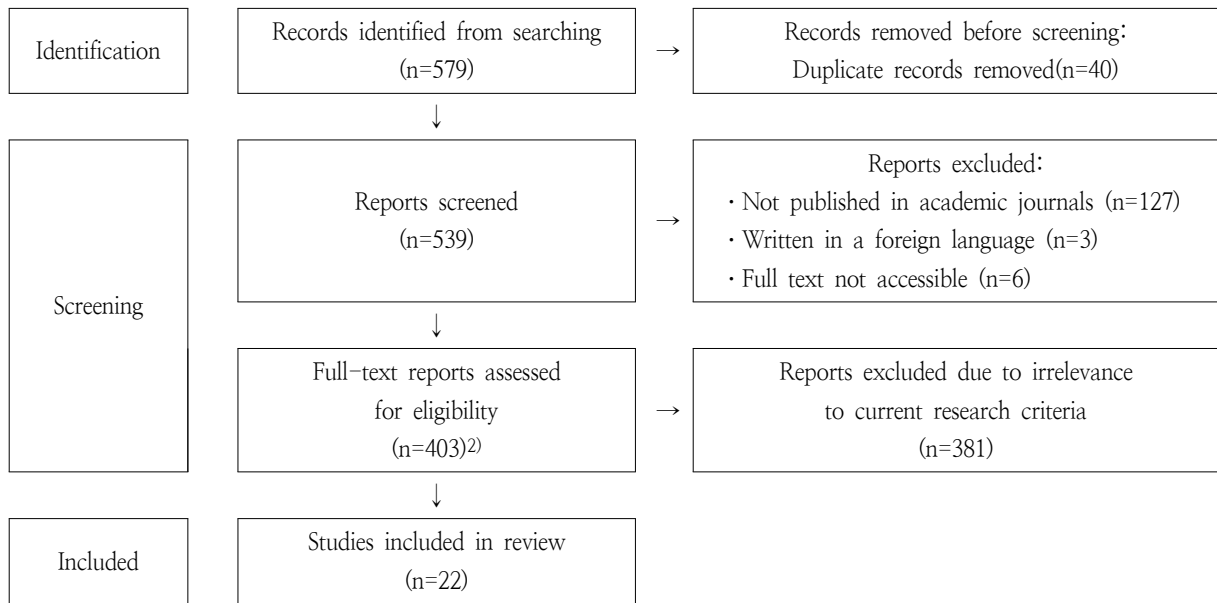 Identification
Records identified from searching
(n=579)
→
Records removed before screening:
Duplicate records removed(n=40)
↓
Screening
Reports screened
(n=539)
→
Reports excluded:
· Not published in academic journals (n=127)
· Written in a foreign language (n=3)
· Full text not accessible (n=6)
↓
Full-text reports assessed
for eligibility
(n=403)2)
→
Reports excluded due to irrelevance
to current research criteria
(n=381)
↓
Included
Studies included in review
(n=22)